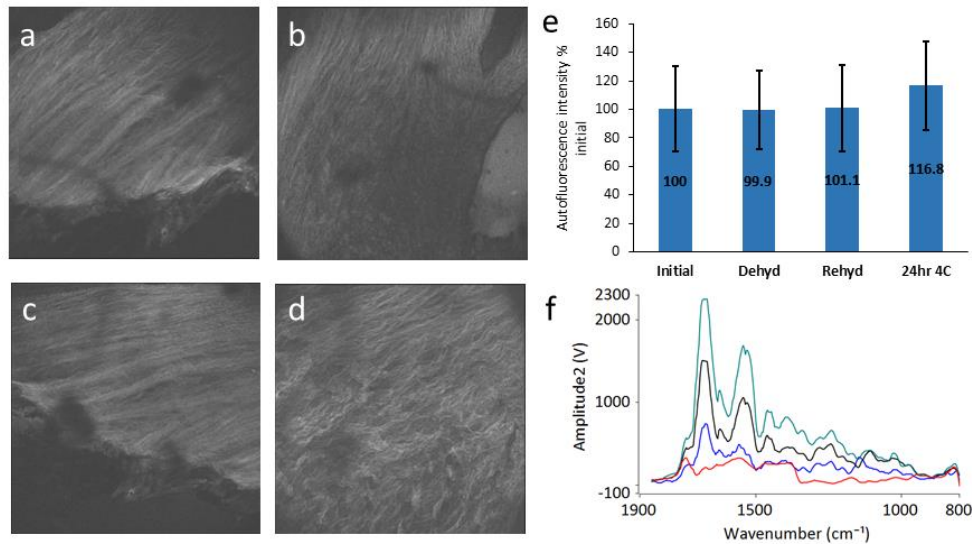 a
b
c
d
e
Autofluorescence intensity %
initial
160
140
120
100
80
60
40
20
0
100
99.9
101.1
116.8
Initial Dehyd Rehyd 24hr 4C
f
Amplitude2 (V)
2300
2000
1000
-100
1900 1500 1000 800
Wavenumber (cm⁻¹)